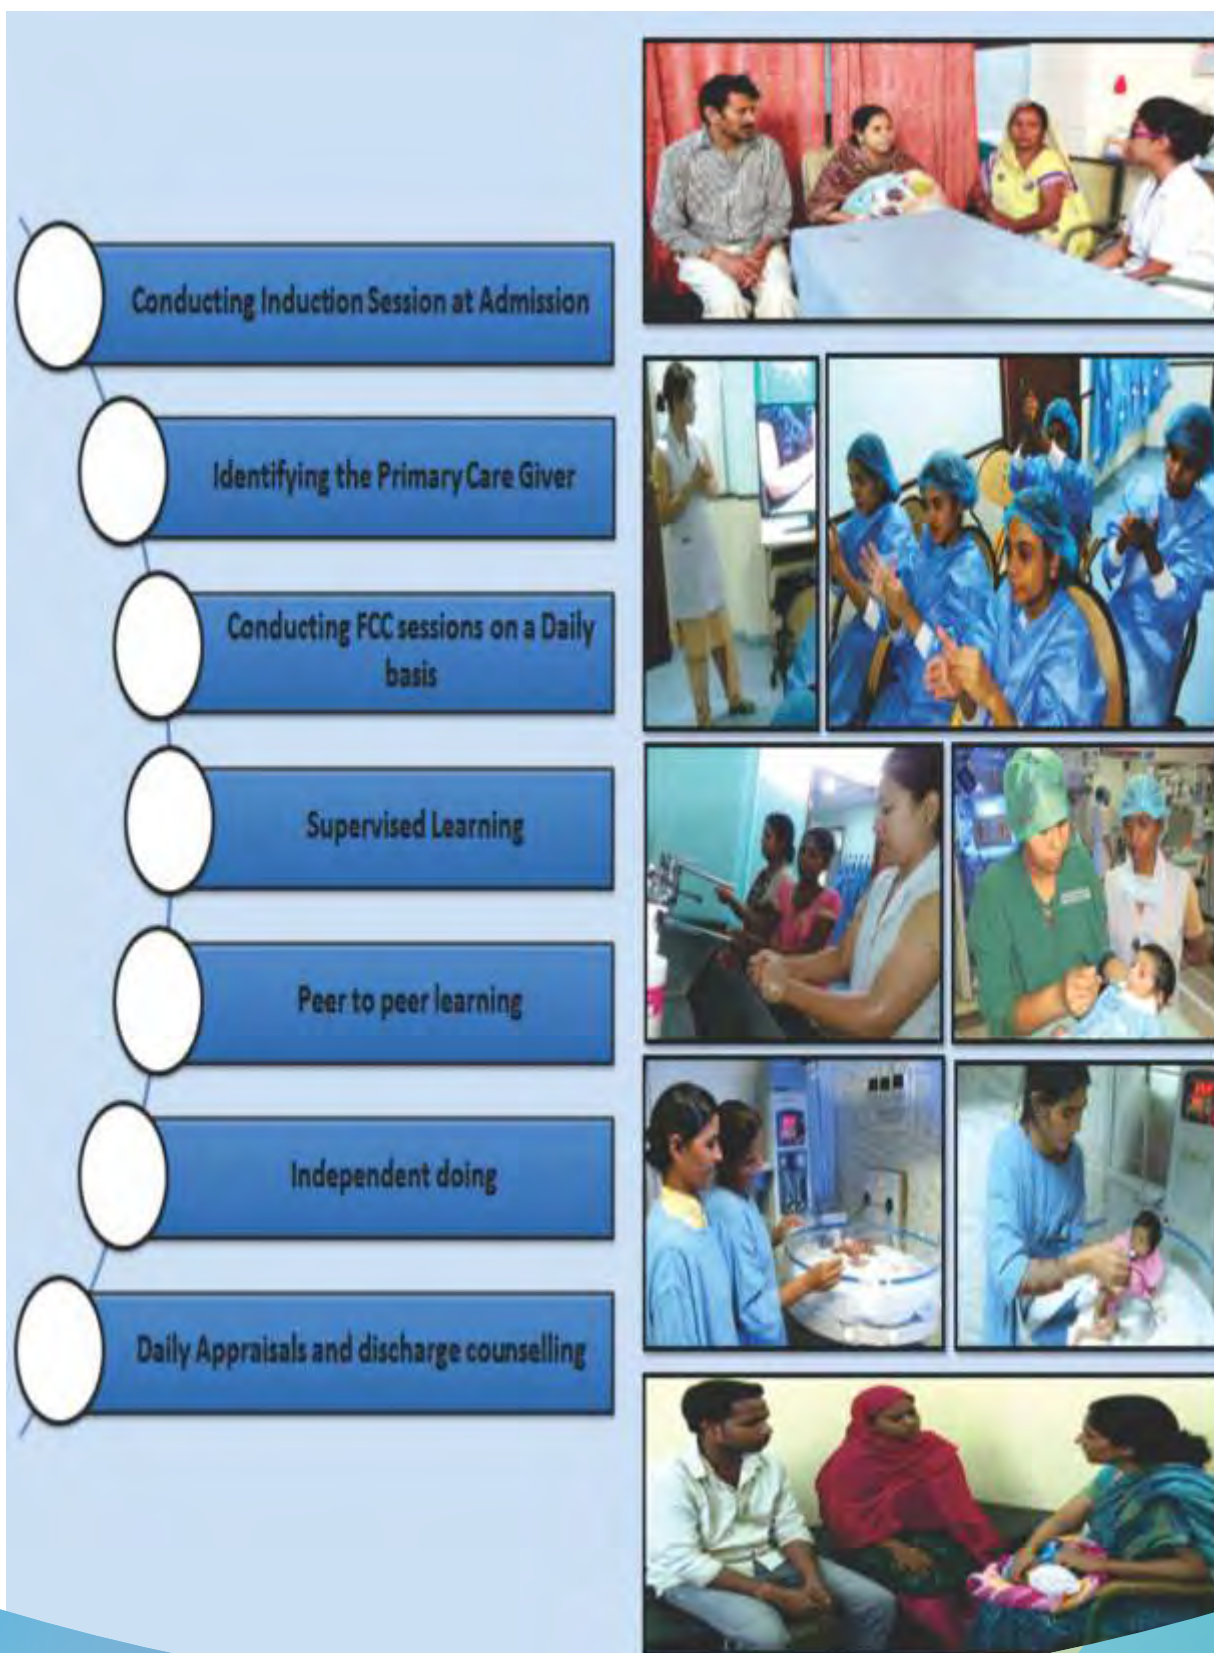 Conducting Induction Session at Admission
Identifying the Primary Care Giver
Conducting FCC sessions on a Daily
basis
Supervised Learning
Peer to peer learning
Independent doing
Daily Appraisals and discharge counselling